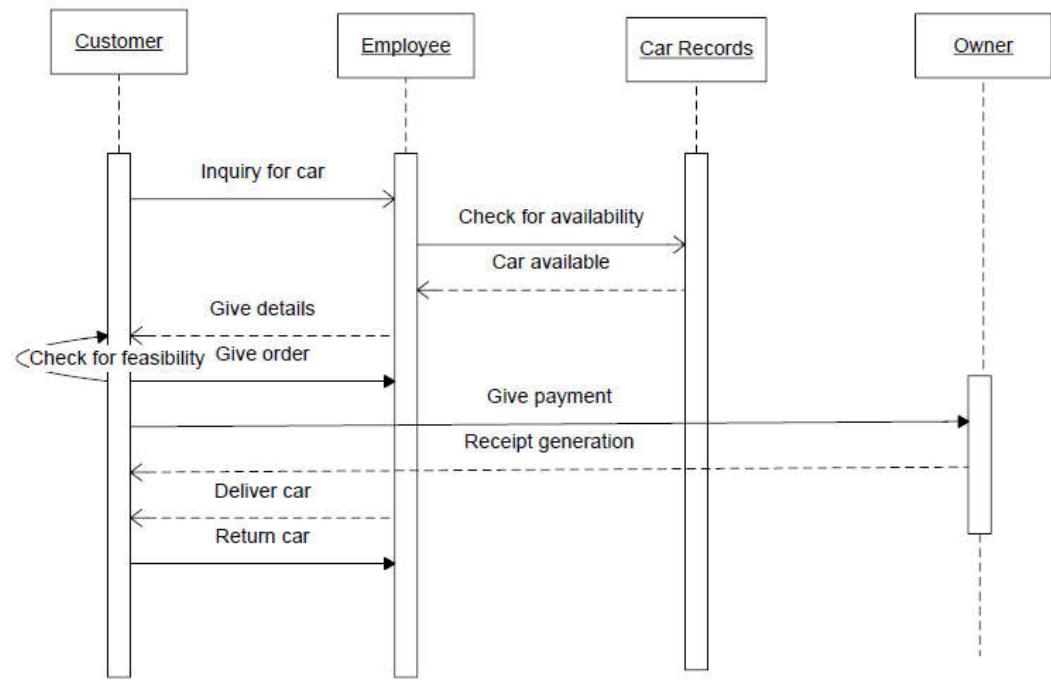 Customer
Employee
Car Records
Owner
Inquiry for car
Check for availability
Car available
Give details
Check for feasibility
Give order
Give payment
Receipt generation
Deliver car
Return car